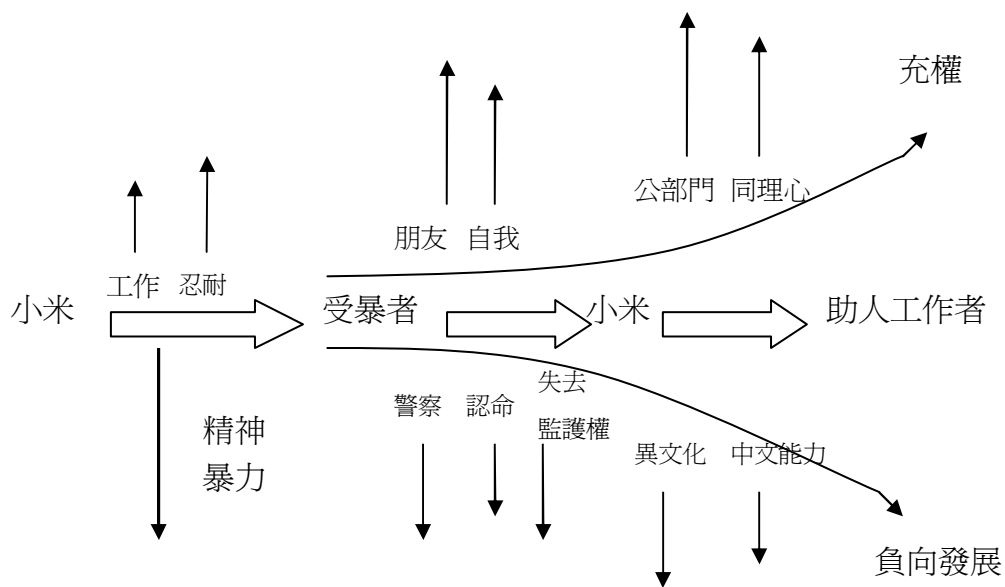 充權
公部門 同理心
朋友 自我
工作 忍耐
小米 受暴者 小米 助人工作者
失去
監護權
警察 認命
精神
暴力
異文化 中文能力
負向發展